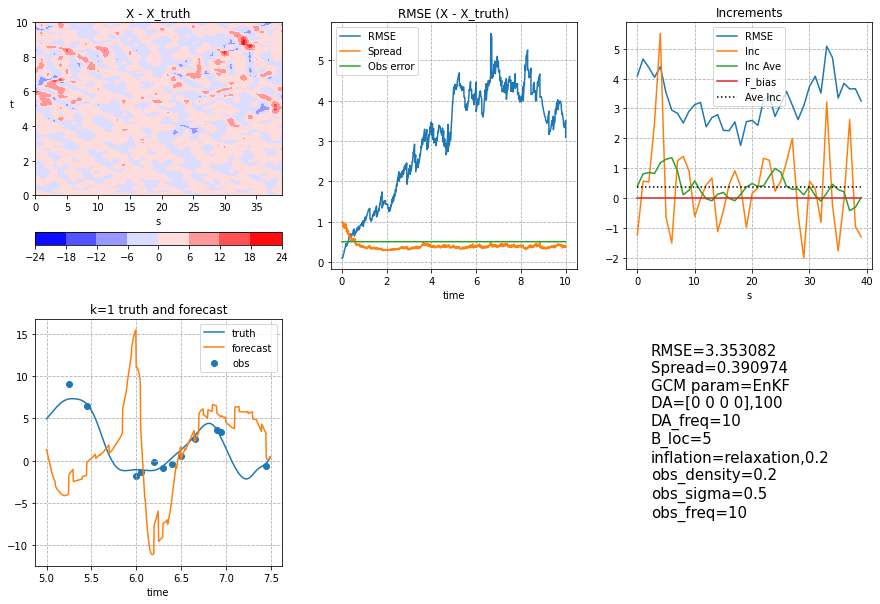 X - X_truth
10
8
6
4
2
0
t
0 5 10 15 20 25 30 35
s
−24 −18 −12 −6 0 6 12 18 24
RMSE (X - X_truth)
RMSE
Spread
Obs error
5
4
3
2
1
0
0 2 4 6 8 10
time
Increments
RMSE
Inc
Inc Ave
F_bias
Ave Inc
5
4
3
2
1
0
−1
−2
0 10 20 30 40
s
k=1 truth and forecast
truth
forecast
obs
15
10
5
0
−5
−10
5.0 5.5 6.0 6.5 7.0 7.5
time
RMSE=3.353082
Spread=0.390974
GCM param=EnKF
DA=[0 0 0 0],100
DA_freq=10
B_loc=5
inflation=relaxation,0.2
obs_density=0.2
obs_sigma=0.5
obs_freq=10